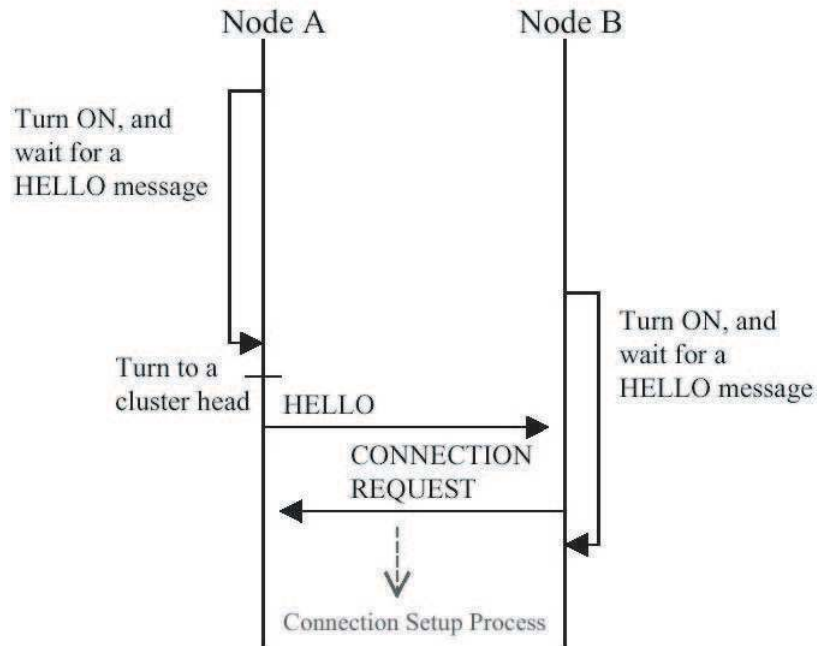 Node A
Node B
Turn ON, and
wait for a
HELLO message
Turn ON, and
wait for a
HELLO message
Turn to a
cluster head
HELLO
CONNECTION
REQUEST
Connection Setup Process